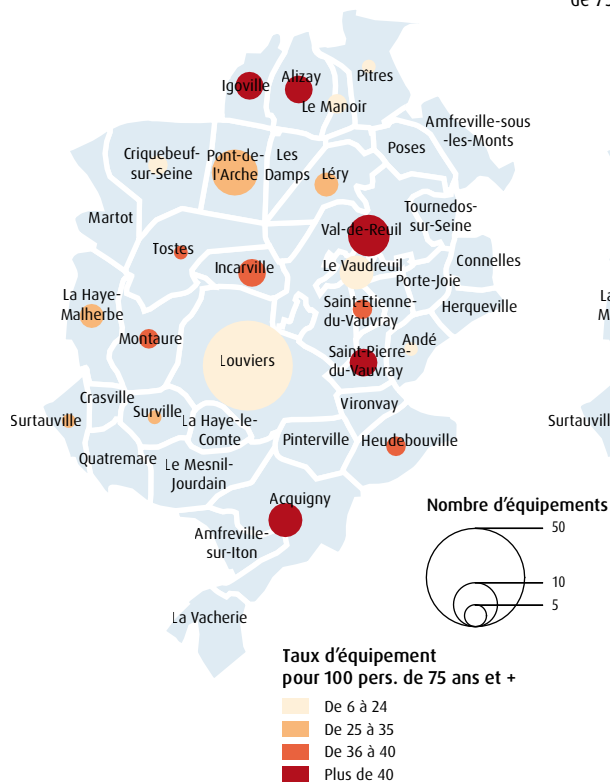 de 75
Igoville
Alizay
Pîtres
Le Manoir
Amfreville-sous
-les-Monts
Criquebeuf-
sur-Seine
Pont-de-
l'Arche
Les
Damps
Poses
Léry
Martot
Tournedos-
sur-Seine
Val-de-Reuil
Tostes
Incarville
Le Vaudreuil
Connelles
Porte-Joie
La Haye-
Malherbe
Saint-Etienne-
du-Vauvray
Herqueville
Montaure
Louviers
Saint-Pierre-
du-Vauvray
Andé
Crasville
Vironvay
Surtauville
Surville
La Haye-le-
Comte
Pinterville
Heudebouville
Quatremare
Le Mesnil-
Jourdain
Acquigny
Amfreville-
sur-Iton
La Vacherie
La
M
Surtauvill
Nombre d'équipements
50
10
5
Taux d'équipement
pour 100 pers. de 75 ans et +
De 6 à 24
De 25 à 35
De 36 à 40
Plus de 40